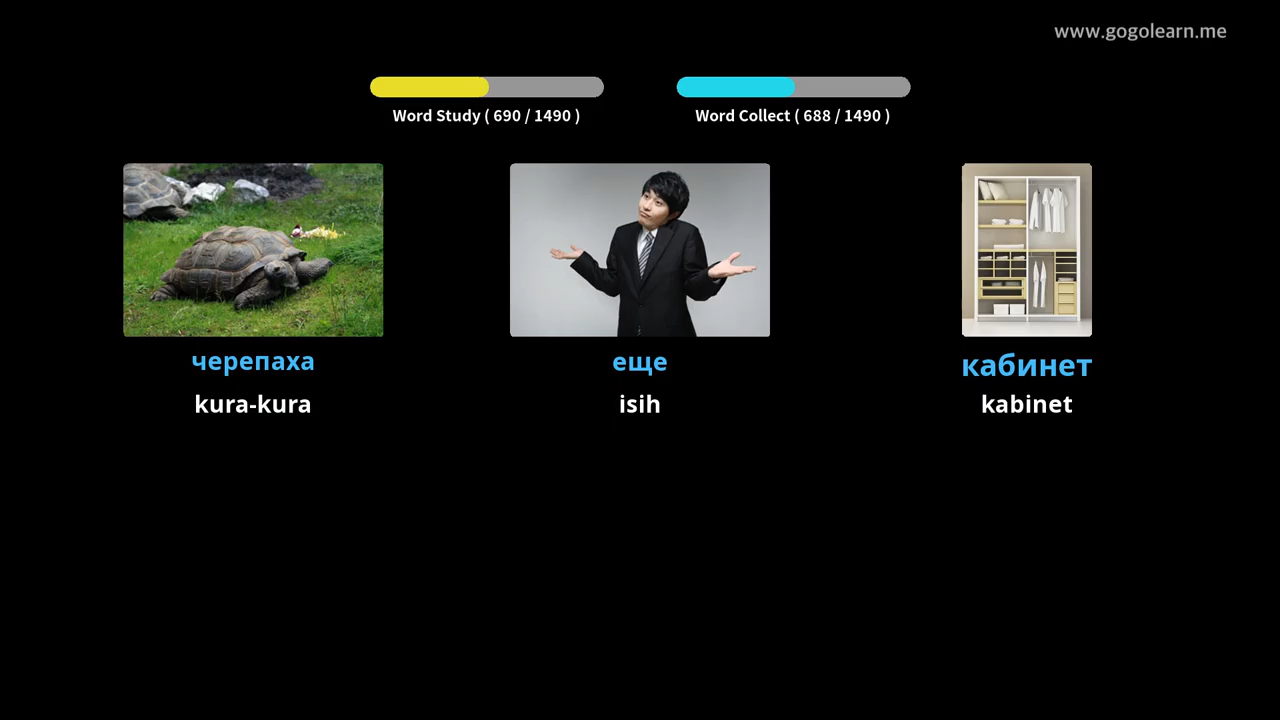 www.gogolearn.me
Word Study ( 690 / 1490 )
Word Collect ( 688 / 1490 )
черепаха
еще
кабинет
kura-kura
isih
kabinet